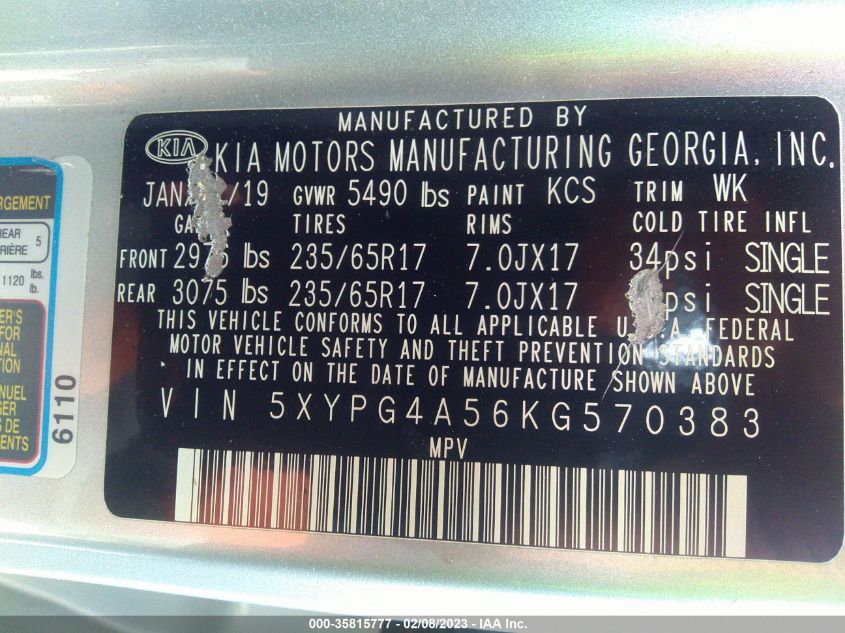 MANUFACTURED BY
KIA KIA MOTORS MANUFACTURING GEORGIA, INC.
/19 GVWR 5490 lbs PAINT KCS TRIM WK
TIRES RIMS COLD TIRE INFL
FRONT lbs 235/65R17 7.0JX17 34psi SINGLE
REAR 3075 lbs 235/65R17 7.0JX17 psi SINGLE
THIS VEHICLE CONFORMS TO ALL APPLICABLE U.S.A. FEDERAL
MOTOR VEHICLE SAFETY AND THEFT PREVENTION STANDARDS
IN EFFECT ON THE DATE OF MANUFACTURE SHOWN ABOVE
VIN 5XYPG4A56KG570383
MPV
REAR 5
1120 lbs.
lb.
6110
000-35815777 - 02/08/2023 - IAA Inc.